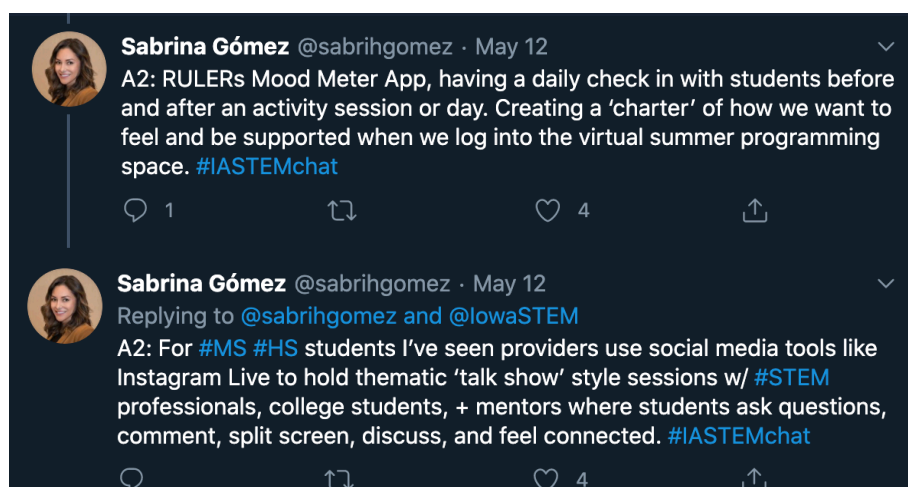 Sabrina Gómez @sabrihgomez · May 12
A2: RULERs Mood Meter App, having a daily check in with students before
and after an activity session or day. Creating a ‘charter’ of how we want to
feel and be supported when we log into the virtual summer programming
space. #IASTEMchat
1 4
Sabrina Gómez @sabrihgomez · May 12
Replying to @sabrihgomez and @IowaSTEM
A2: For #MS #HS students I’ve seen providers use social media tools like
Instagram Live to hold thematic ‘talk show’ style sessions w/ #STEM
professionals, college students, + mentors where students ask questions,
comment, split screen, discuss, and feel connected. #IASTEMchat
4